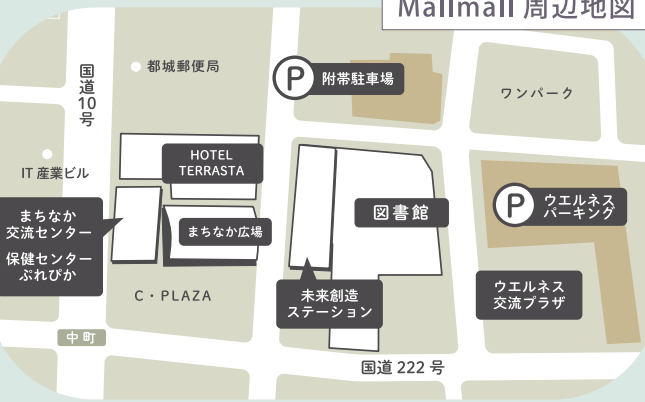 Mallmall 周辺地図
国道10号
都城郵便局
P
附帯駐車場
ワンパーク
IT 産業ビル
HOTEL
TERRASTA
まちなか
交流センター
保健センター
ぷれぴか
まちなか広場
図書館
P
ウエルネス
パーキング
C・PLAZA
未来創造
ステーション
ウエルネス
交流プラザ
中町
国道 222 号